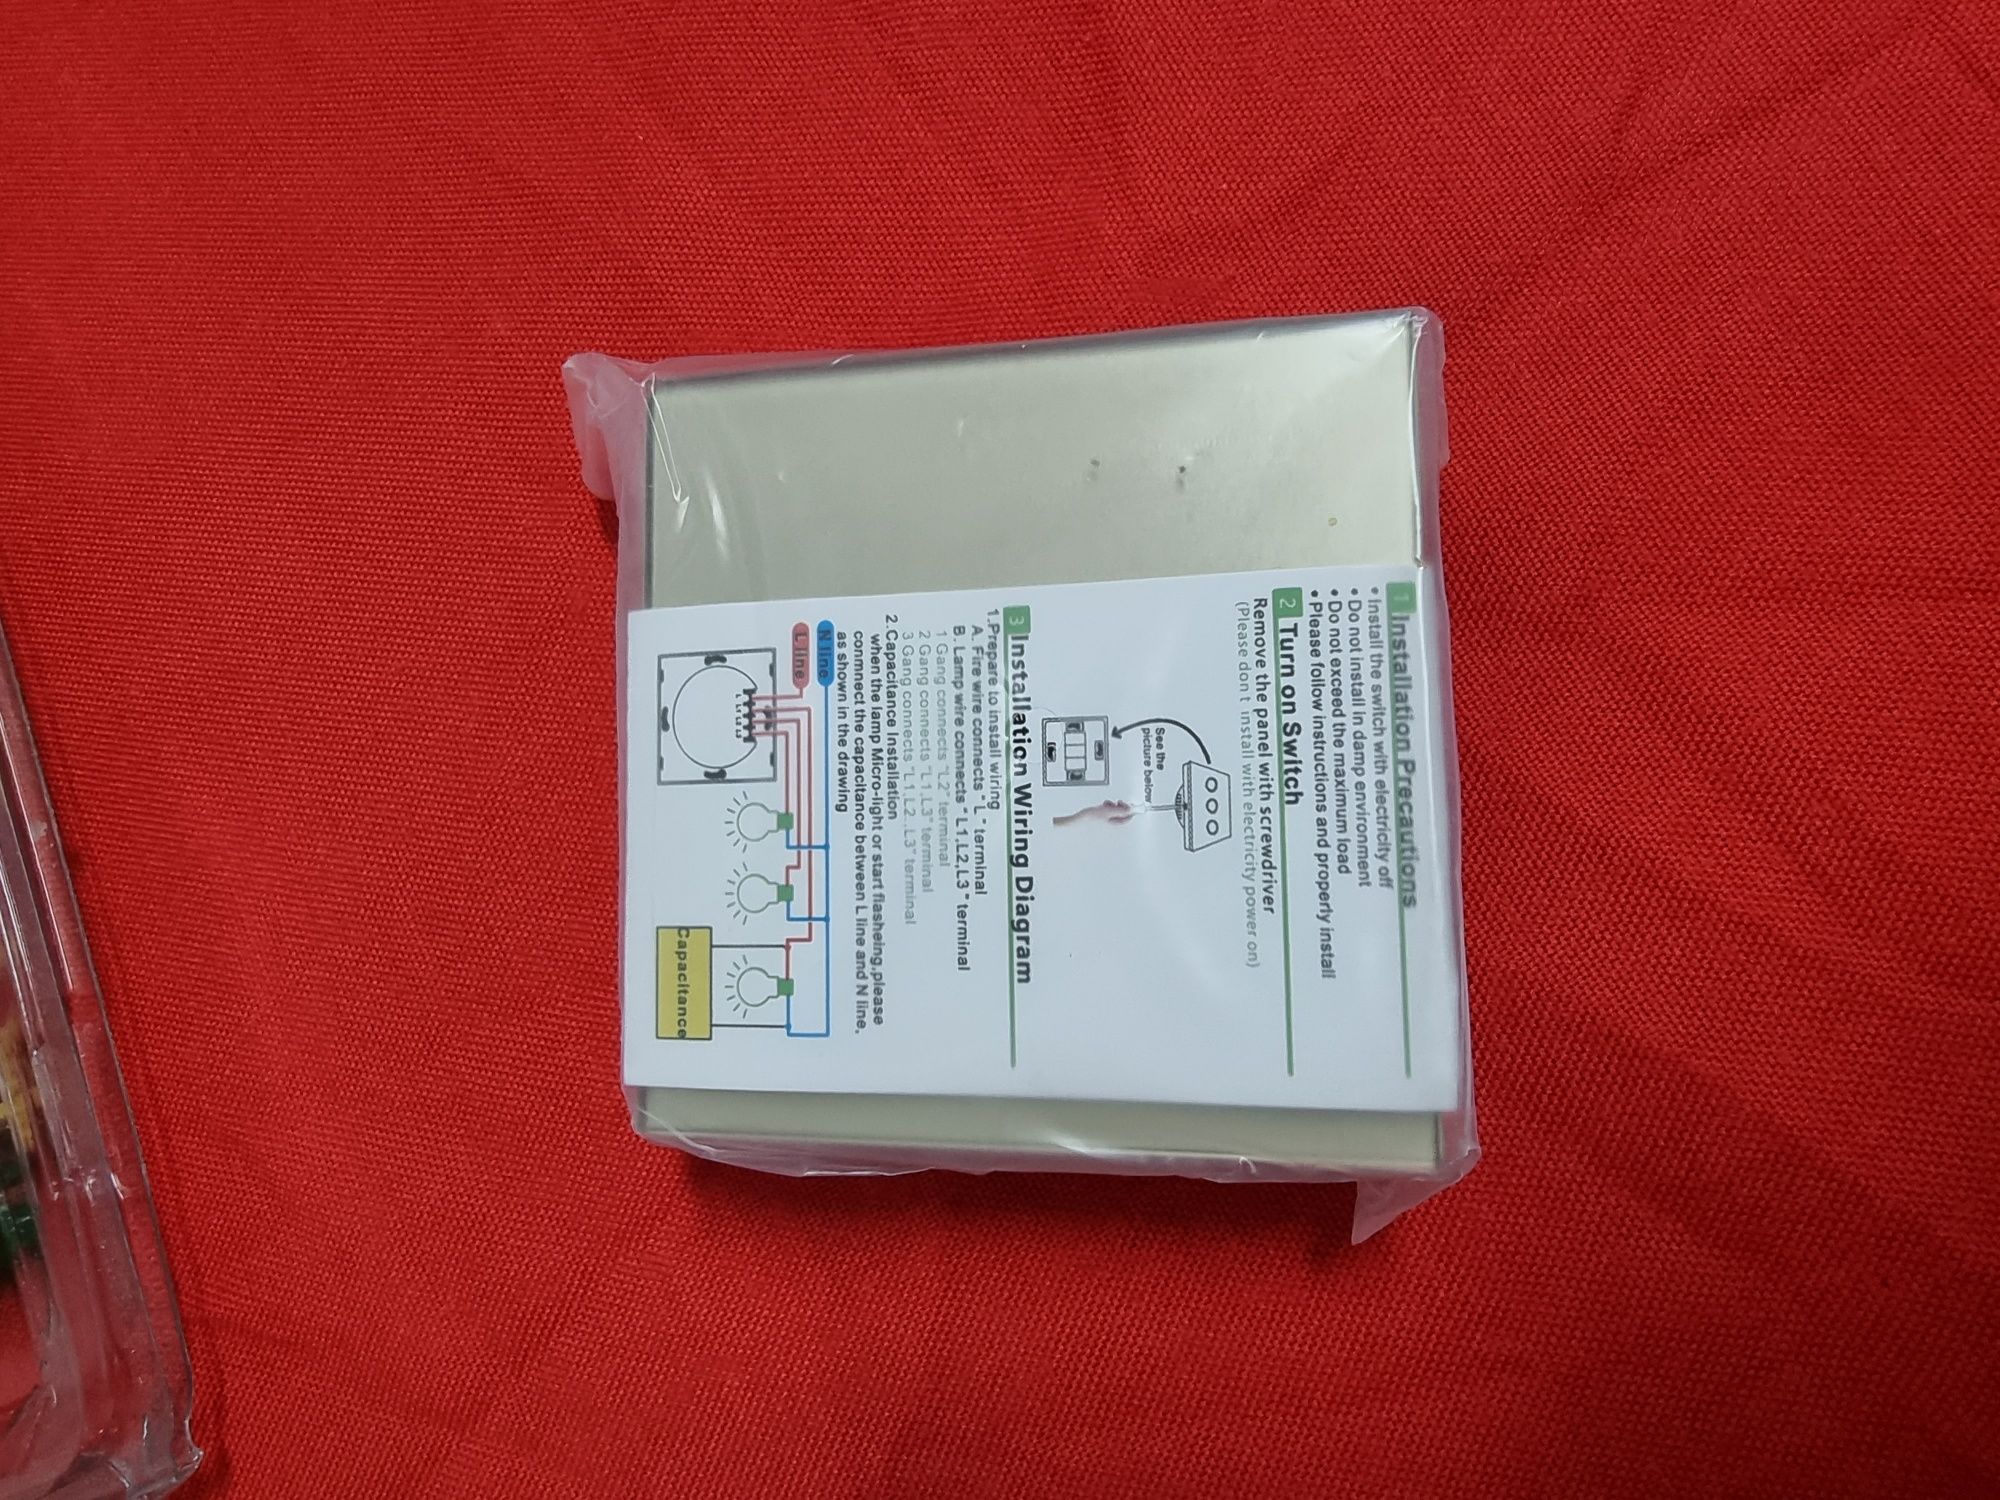 1 Installation Precautions
• Install the switch with electricity off
• Do not install in damp environment
• Do not exceed the maximum load
• Please follow instructions and properly install
2 Turn on Switch
Remove the panel with screwdriver
(Please dont install with electricity power on)
See the
picture below
3 Installation Wiring Diagram
1.Prepare to install wiring
A. Fire wire connects " L " terminal
B. Lamp wire connects " L1,L2,L3 " terminal
1 Gang connects "L2" terminal
2 Gang connects "L1,L3" terminal
3 Gang connects "L1,L2,,L3" terminal
2.Capacitance Installation
when the lamp Micro-light or start flasheing,please
conmnect the capacitance between L line and N line,
as shown in the drawing
N line
L line
Capacitance